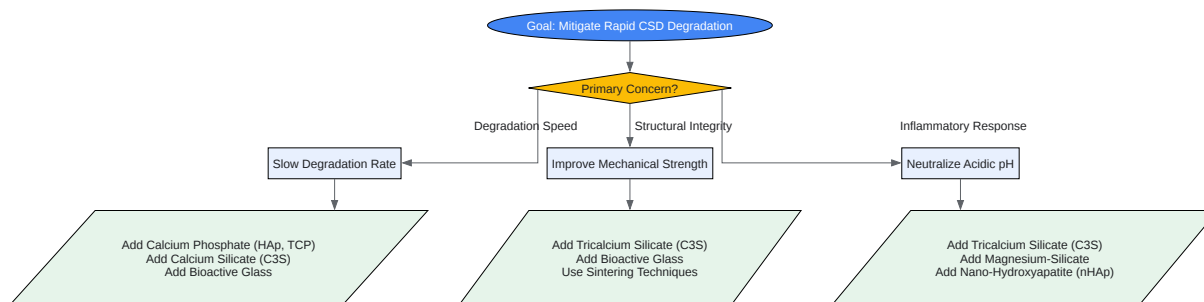 Goal: Mitigate Rapid CSD Degradation
Primary Concern?
Degradation Speed
Structural Integrity
Inflammatory Response
Slow Degradation Rate
Improve Mechanical Strength
Neutralize Acidic pH
Add Calcium Phosphate (HAp, TCP)
Add Calcium Silicate (C3S)
Add Bioactive Glass
Add Tricalcium Silicate (C3S)
Add Bioactive Glass
Use Sintering Techniques
Add Tricalcium Silicate (C3S)
Add Magnesium-Silicate
Add Nano-Hydroxyapatite (nHAp)